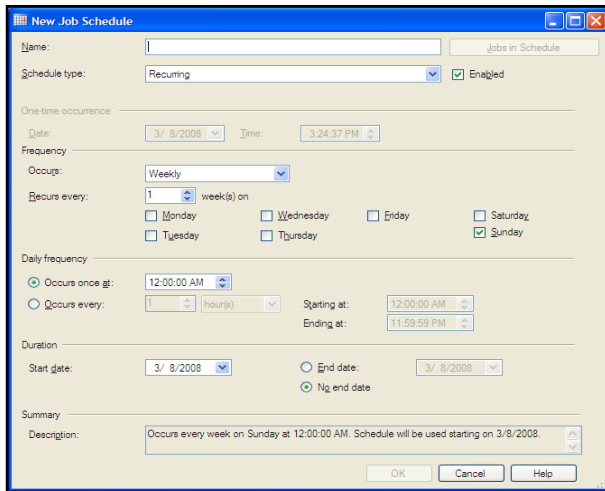 New Job Schedule
Name: Jobs in Schedule
Schedule type: Recurring Enabled
One-time occurrence
Date: 3/ 8/2008 Time: 3:24:37 PM
Frequency
Occurs: Weekly
Recurs every: 1 week(s) on
Monday Wednesday Friday Saturday
Tuesday Thursday Sunday
Daily frequency
Occurs once at: 12:00:00 AM
Occurs every: 1 hour(s) Starting at: 12:00:00 AM
Ending at: 11:59:59 PM
Duration
Start date: 3/ 8/2008 End date: 3/ 8/2008
No end date
Summary
Description: Occurs every week on Sunday at 12:00:00 AM. Schedule will be used starting on 3/8/2008.
OK Cancel Help